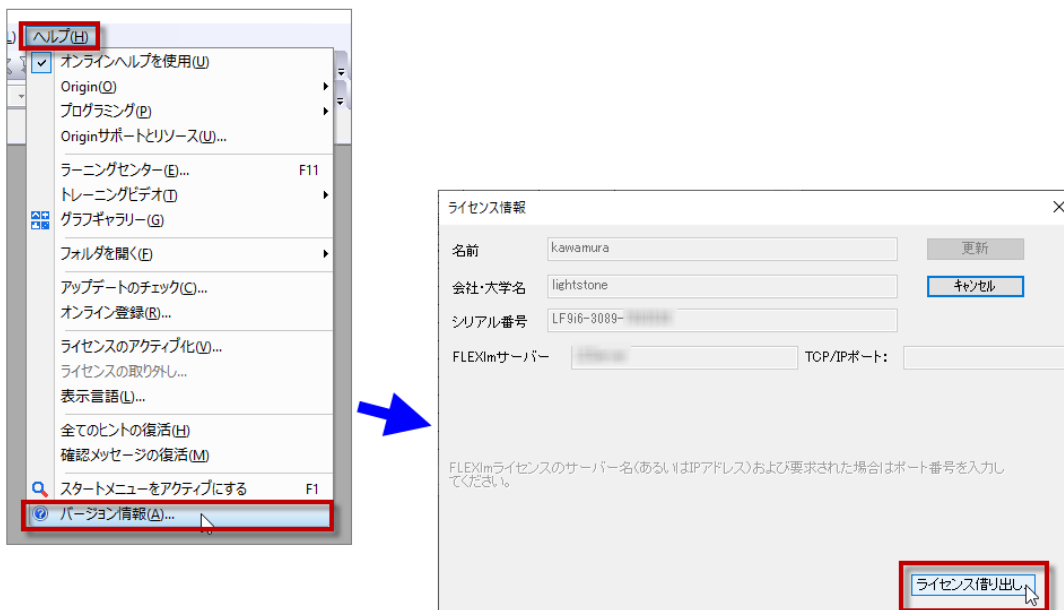 L) ヘルプ(H)
オンラインヘルプを使用(U)
Origin(O)
プログラミング(P)
Originサポートとリソース(U)...
ラーニングセンター(E)... F11
トレーニングビデオ(T)
グラフギャラリー(G)
フォルダを開く(F)
アップデートのチェック(C)...
オンライン登録(R)...
ライセンスのアクティブ化(V)...
ライセンスの取り外し...
表示言語(L)...
全てのヒントの復活(H)
確認メッセージの復活(M)
スタートメニューをアクティブにする F1
バージョン情報(A)...
ライセンス情報
名前 kawamura 更新
会社・大学名 lightstone キャンセル
シリアル番号 LF9i6-3089-
FLEXlmサーバー TCP/IPポート:
FLEXlmライセンスのサーバー名(あるいはIPアドレス)および要求された場合はポート番号を入力し
てください。
ライセンス借り出し